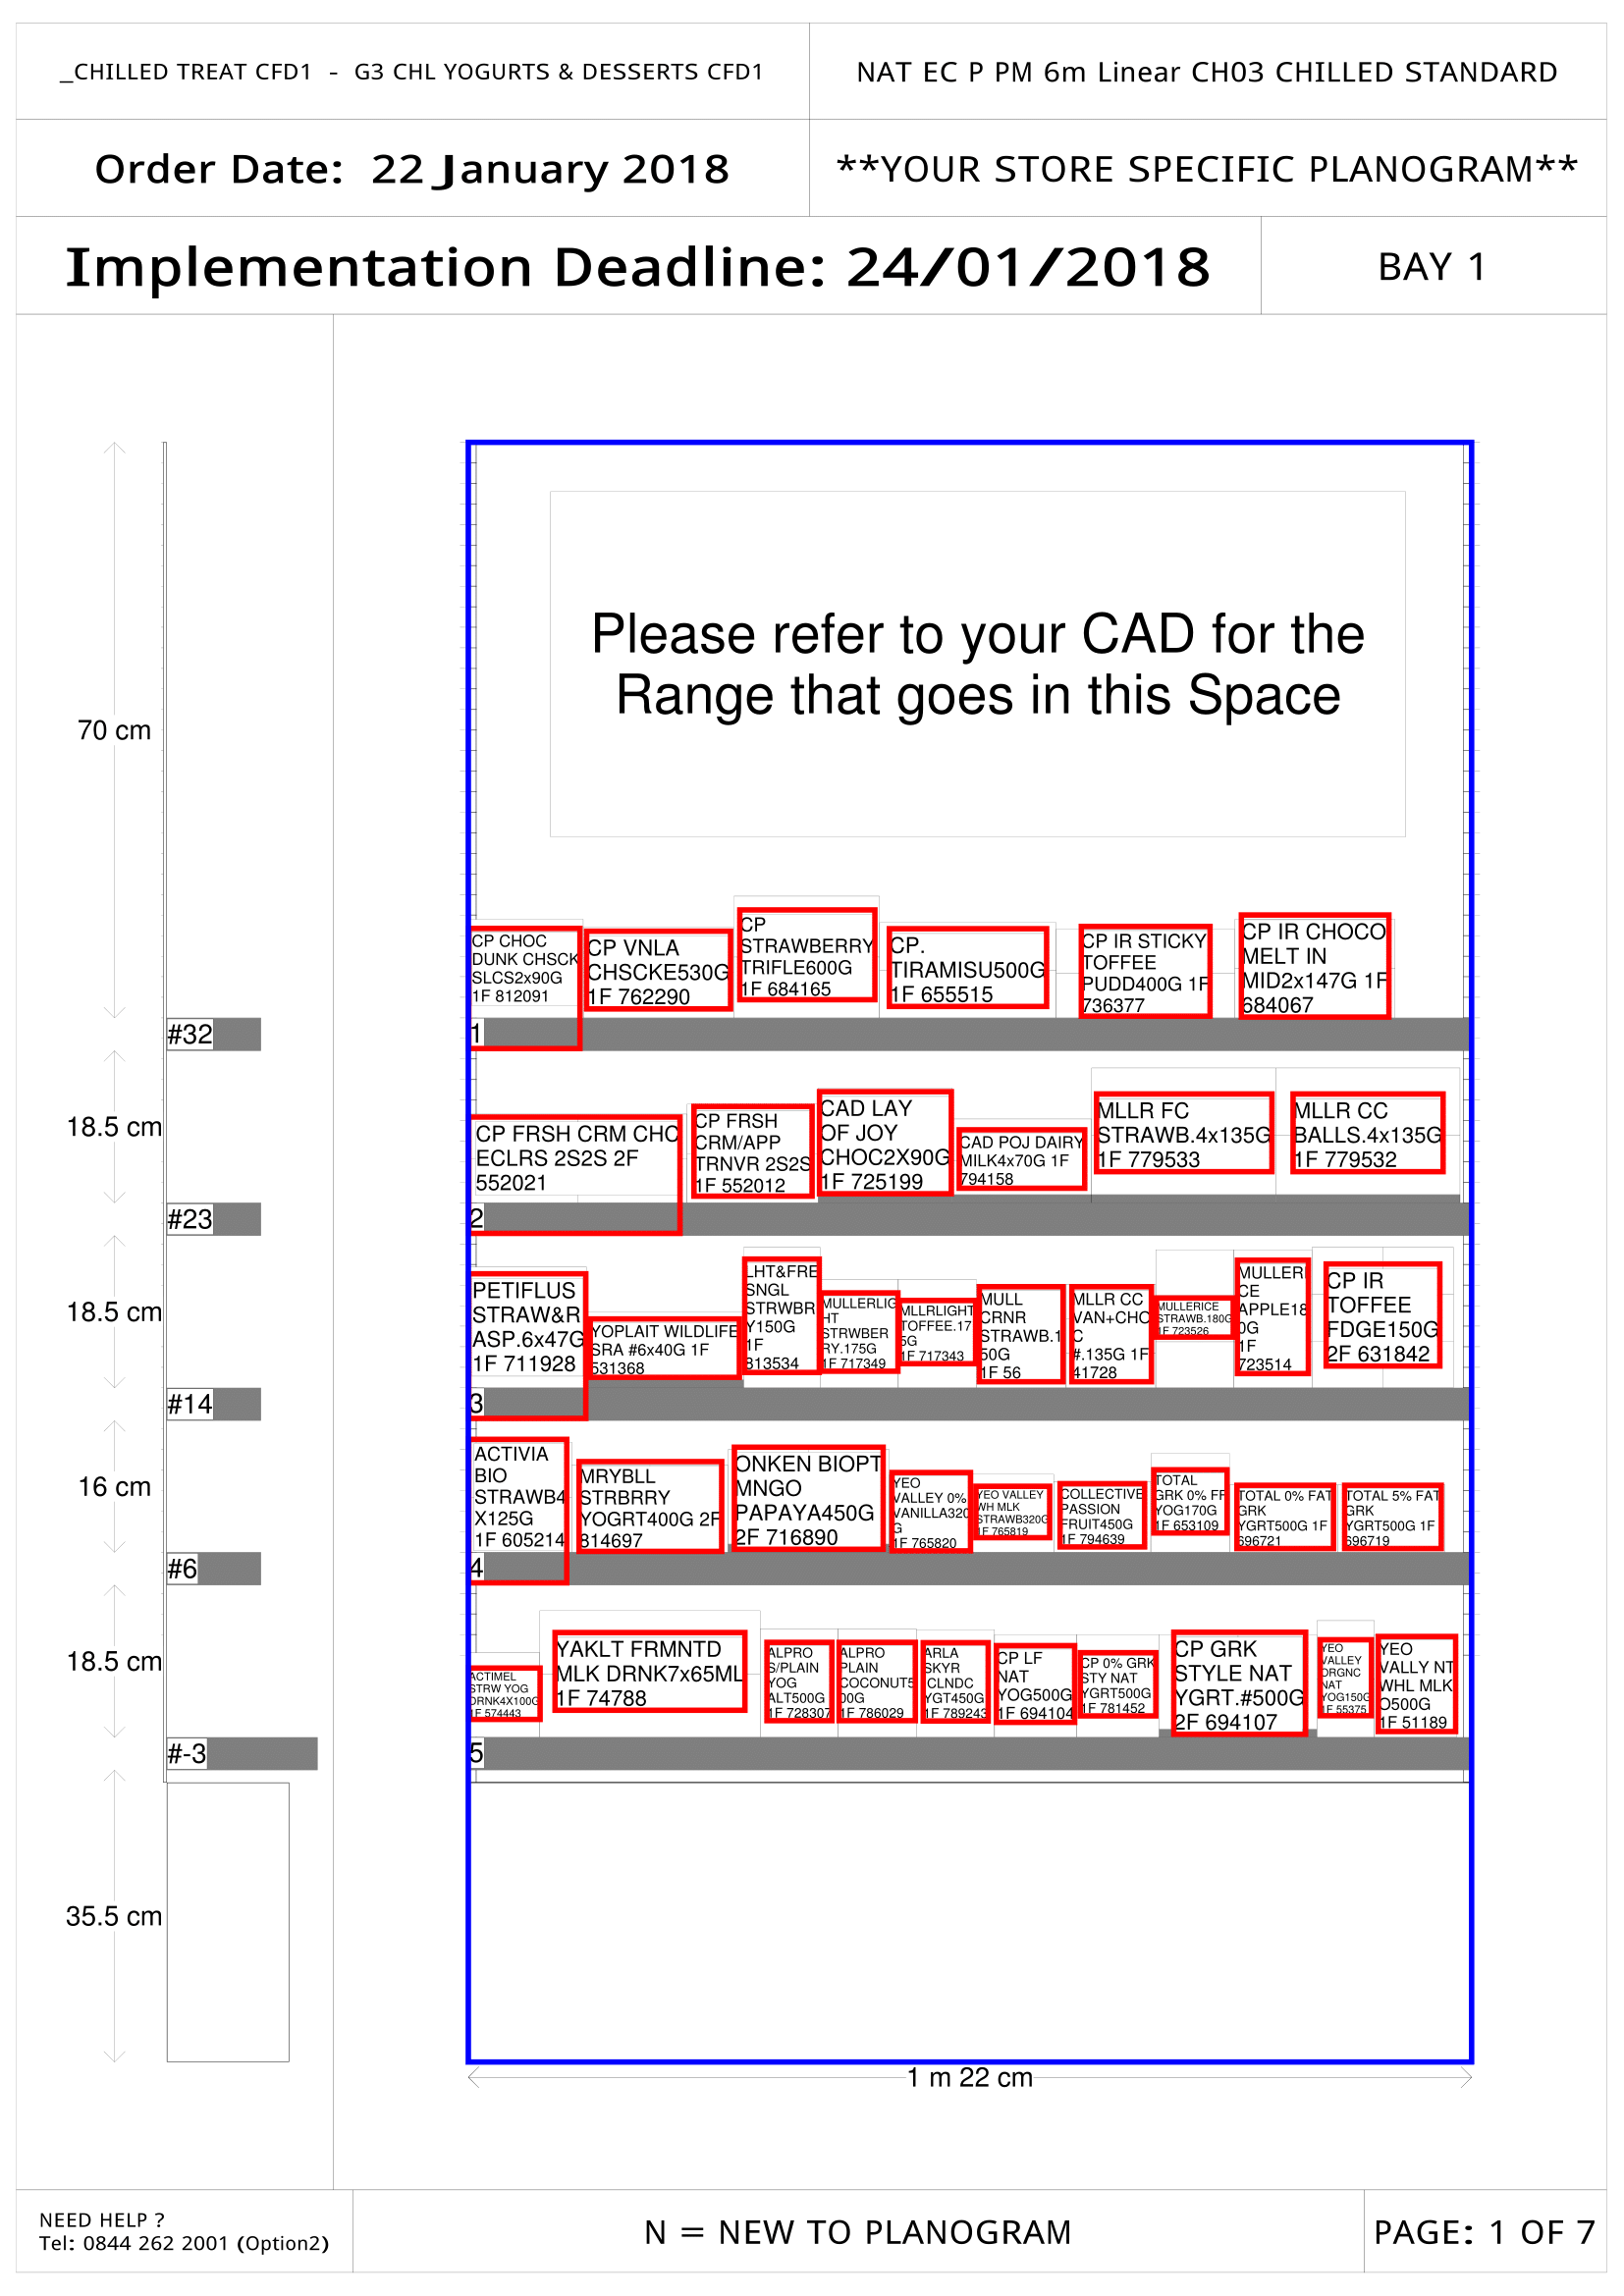 _CHILLED TREAT CFD1 - G3 CHL YOGURTS & DESSERTS CFD1
NAT EC P PM 6m Linear CH03 CHILLED STANDARD
Order Date: 22 January 2018
**YOUR STORE SPECIFIC PLANOGRAM**
Implementation Deadline: 24/01/2018
BAY 1
Please refer to your CAD for the
Range that goes in this Space
70 cm
CP CHOC
DUNK CHSCK
SLCS2x90G
1F 812091
CP VNLA
CHSCKE530G
1F 762290
CP
STRAWBERRY
TRIFLE600G
1F 684165
CP.
TIRAMISU500G
1F 655515
CP IR STICKY
TOFFEE
PUDD400G 1F
736377
CP IR CHOCO
MELT IN
MID2x147G 1F
684067
#32
1
18.5 cm
CP FRSH CRM CHO
ECLRS 2S2S 2F
552021
CP FRSH
CRM/APP
TRNVR 2S2S
1F 552012
CAD LAY
OF JOY
CHOC2X90G
1F 725199
CAD POJ DAIRY
MILK4x70G 1F
794158
MLLR FC
STRAWB.4x135G
1F 779533
MLLR CC
BALLS.4x135G
1F 779532
#23
2
18.5 cm
PETIFLUS
STRAW&R
ASP.6x47G
1F 711928
YOPLAIT WILDLIFE
SRA #6x40G 1F
531368
LHT&FRE
SNGL
STRWBR
Y150G
1F
813534
MULLERLIG
HT
STRWBER
RY.175G
1F 717349
MLLRLIGHT
TOFFEE.17
5G
1F 717343
MULL
CRNR
STRAWB.1
50G
1F 56
MLLR CC
VAN+CHO
C
#.135G 1F
41728
MULLERICE
STRAWB.180G
1F 723526
MULLERI
CE
APPLE18
0G
1F
723514
CP IR
TOFFEE
FDGE150G
2F 631842
#14
3
16 cm
ACTIVIA
BIO
STRAWB4
X125G
1F 605214
MRYBLL
STRBRRY
YOGRT400G 2F
814697
ONKEN BIOPT
MNGO
PAPAYA450G
2F 716890
YEO
VALLEY 0%
VANILLA320
G
1F 765820
YEO VALLEY
WH MLK
STRAWB320G
1F 765819
COLLECTIVE
PASSION
FRUIT450G
1F 794639
TOTAL
GRK 0% FF
YOG170G
1F 653109
TOTAL 0% FAT
GRK
YGRT500G 1F
696721
TOTAL 5% FAT
GRK
YGRT500G 1F
696719
#6
4
18.5 cm
ACTIMEL
STRW YOG
DRNK4X100G
1F 574443
YAKLT FRMNTD
MLK DRNK7x65ML
1F 74788
ALPRO
S/PLAIN
YOG
ALT500G
1F 728307
ALPRO
PLAIN
COCONUT5
00G
1F 786029
ARLA
SKYR
ICLNDC
YGT450G
1F 789243
CP LF
NAT
YOG500G
1F 694104
CP 0% GRK
STY NAT
YGRT500G
1F 781452
CP GRK
STYLE NAT
YGRT.#500G
2F 694107
YEO
VALLEY
ORGNC
NAT
YOG150G
1F 55375
YEO
VALLY NT
WHL MLK
O500G
1F 51189
#-3
5
35.5 cm
1 m 22 cm
NEED HELP ?
Tel: 0844 262 2001 (Option2)
N = NEW TO PLANOGRAM
PAGE: 1 OF 7